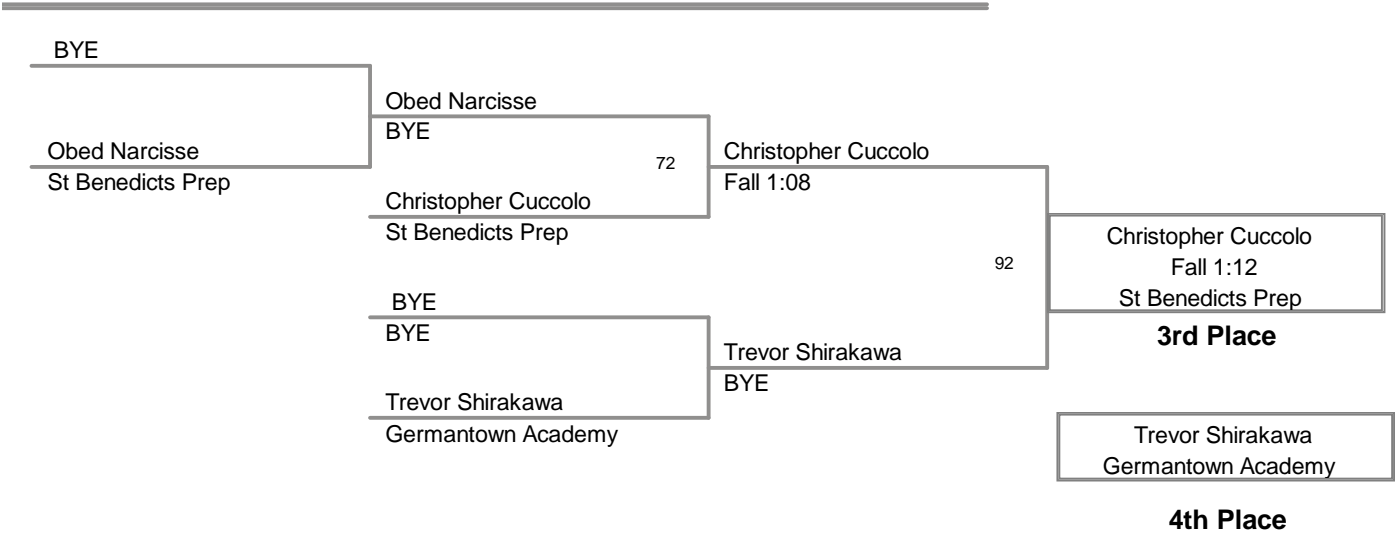 BYE
Obed Narcisse
St Benedicts Prep
Obed Narcisse
BYE
72
Christopher Cuccolo
St Benedicts Prep
BYE
BYE
Trevor Shirakawa
Germantown Academy
Christopher Cuccolo
Fall 1:08
92
Trevor Shirakawa
BYE
Christopher Cuccolo
Fall 1:12
St Benedicts Prep
3rd Place
Trevor Shirakawa
Germantown Academy
4th Place